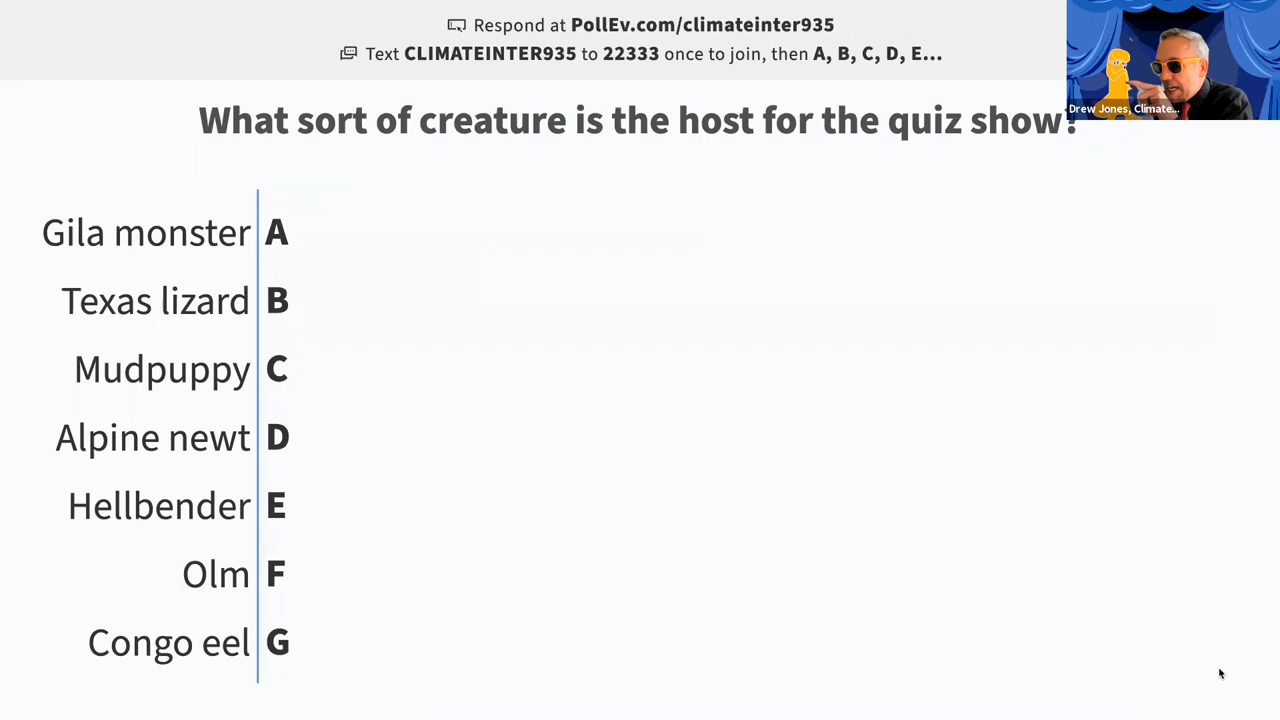 Respond at PollEv.com/climateinter935
Text CLIMATEINTER935 to 22333 once to join, then A, B, C, D, E...
What sort of creature is the host for the quiz show?
Drew Jones, Climate...
Gila monster A
Texas lizard B
Mudpuppy C
Alpine newt D
Hellbender E
Olm F
Congo eel G